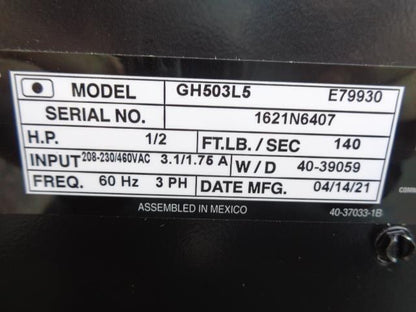 MODEL GH503L5 E79930
SERIAL NO. 1621N6407
H.P. 1/2 FT.LB. / SEC 140
INPUT 208-230/460VAC 3.1/1.75 A W / D 40-39059
FREQ. 60 Hz 3 PH DATE MFG. 04/14/21
ASSEMBLED IN MEXICO 40-37033-1B